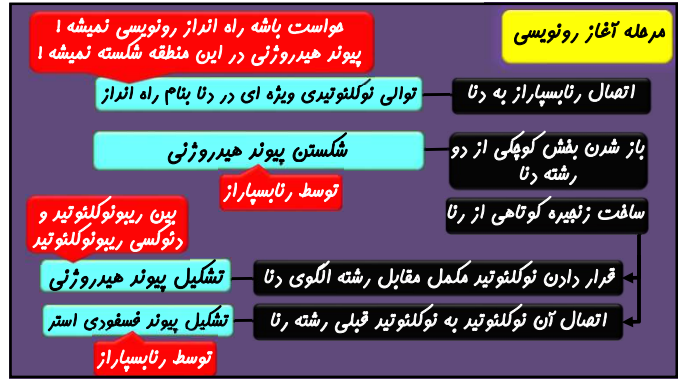 مرحله آغاز رونویسی
حواست باشه راه انداز رونویسی نمیشه !
پیوند هیدروژنی در این منطقه شکسته نمیشه !
اتصال رنابسپاراز به دنا
توالی نوکلئوتیدی ویژه ای در دنا بنام راه انداز
باز شدن بخش کوچکی از دو
رشته دنا
شکستن پیوند هیدروژنی
توسط رنابسپاراز
ساخت زنجیره کوتاهی از رنا
بین ریبونوکلئوتید و
دئوکسی ریبونوکلئوتید
قرار دادن نوکلئوتید مکمل مقابل رشته الگوی دنا
تشکیل پیوند هیدروژنی
اتصال آن نوکلئوتید به نوکلئوتید قبلی رشته رنا
تشکیل پیوند فسفودی استر
توسط رنابسپاراز